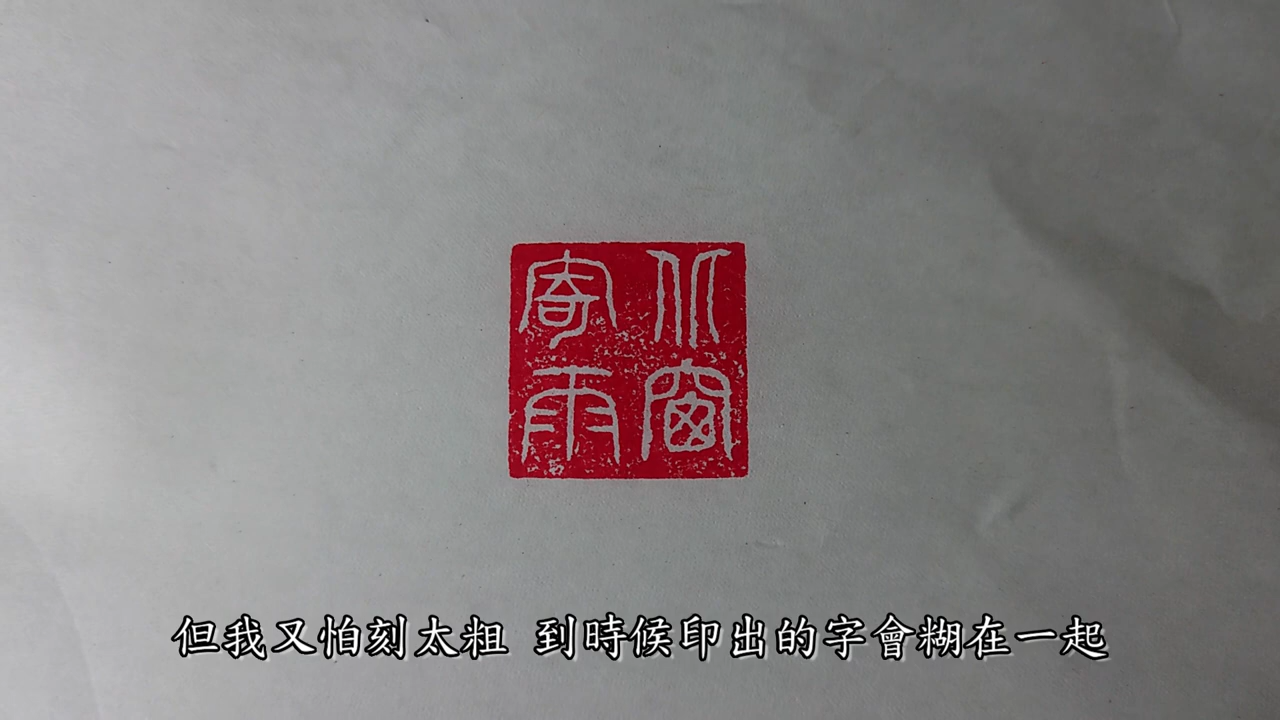 竹窗
寄雨
但我又怕刻太粗 到時候印出的字會糊在一起